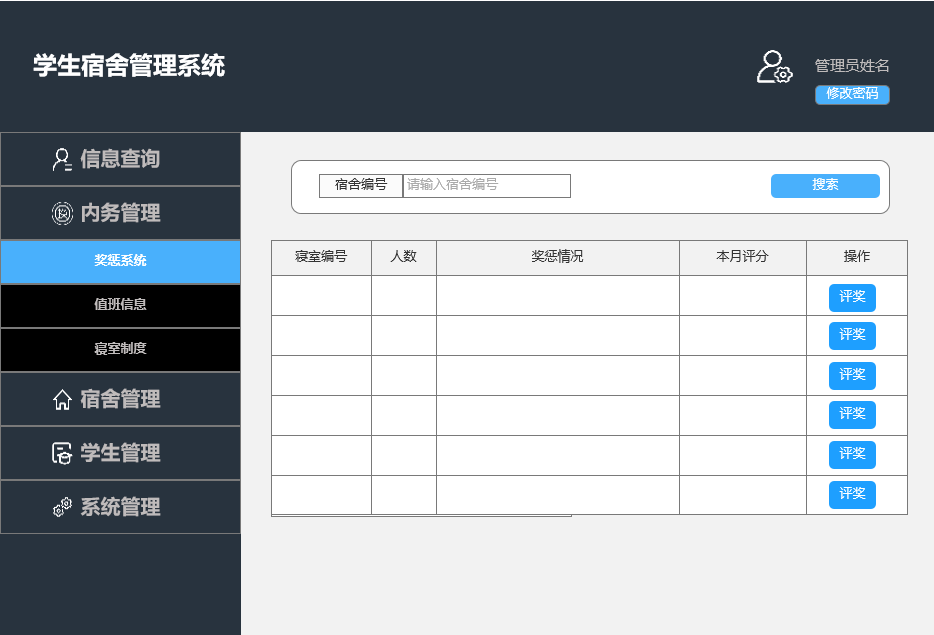 学生宿舍管理系统
管理员姓名
修改密码
信息查询
内务管理
奖惩系统
值班信息
寝室制度
宿舍管理
学生管理
系统管理
宿舍编号 请输入宿舍编号 搜索
寝室编号 人数 奖惩情况 本月评分 操作
评奖
评奖
评奖
评奖
评奖
评奖